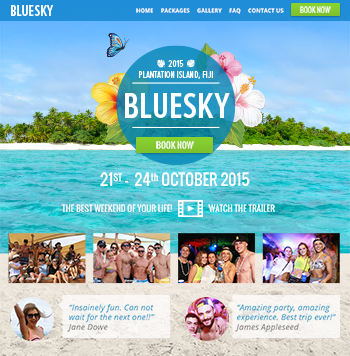 BLUESKY
HOME PACKAGES GALLERY FAQ CONTACT US BOOK NOW
2015
PLANTATION ISLAND, FIJI
BLUESKY
BOOK NOW
21ST - 24TH OCTOBER 2015
THE BEST WEEKEND OF YOUR LIFE! WATCH THE TRAILER
"Insainely fun. Can not
wait for the next one!!"
Jane Dowe
"Amazing party, amazing
experience. Best trip ever!"
James Appleseed